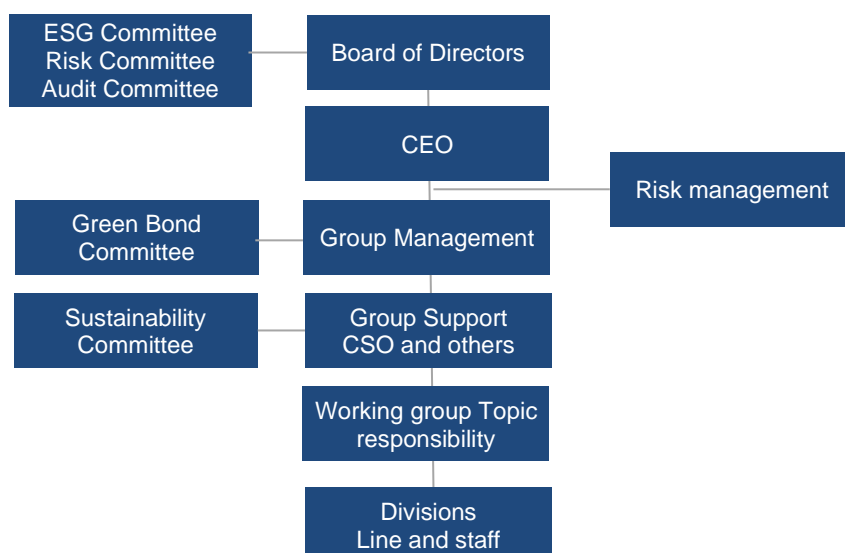 ESG Committee
Risk Committee
Audit Committee
Board of Directors
CEO
Risk management
Green Bond
Committee
Group Management
Sustainability
Committee
Group Support
CSO and others
Working group Topic
responsibility
Divisions
Line and staff